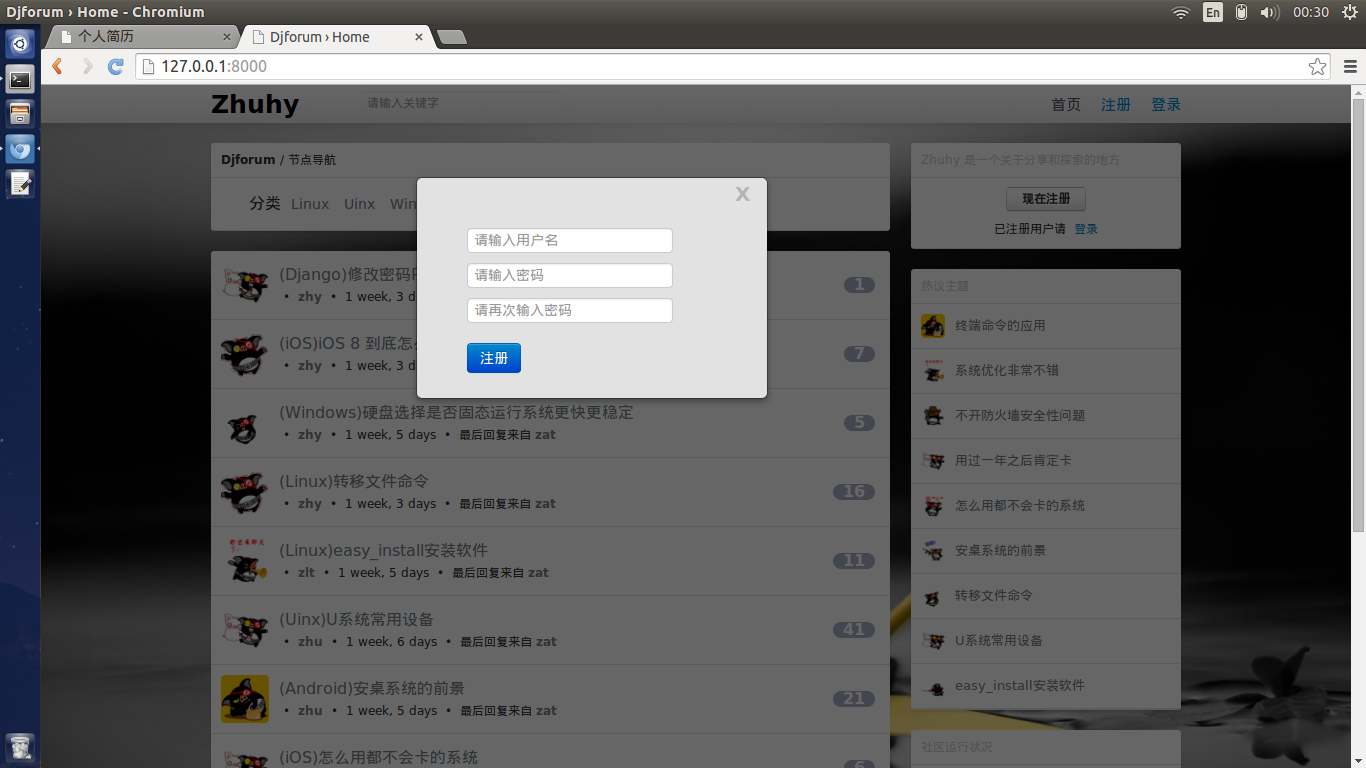 Djforum › Home - Chromium
En
00:30
个人简历
Djforum › Home
127.0.0.1:8000
Zhuhy
请输入关键字
首页 注册 登录
Djforum / 节点导航
分类 Linux Uinx Win
X
请输入用户名
请输入密码
请再次输入密码
注册
(Django)修改密码
• zhy • 1 week, 3 d
1
(iOS)iOS 8 到底怎
• zhy • 1 week, 3 d
7
(Windows)硬盘选择是否固态运行系统更快更稳定
• zhy • 1 week, 5 days • 最后回复来自 zat
5
(Linux)转移文件命令
• zhy • 1 week, 3 days • 最后回复来自 zat
16
(Linux)easy_install安装软件
• zlt • 1 week, 5 days • 最后回复来自 zat
11
(Uinx)U系统常用设备
• zhu • 1 week, 6 days • 最后回复来自 zat
41
(Android)安桌系统的前景
• zhu • 1 week, 5 days • 最后回复来自 zat
21
(iOS)怎么用都不会卡的系统
6
Zhuhy 是一个关于分享和探索的地方
现在注册
已注册用户请 登录
热议主题
终端命令的应用
系统优化非常不错
不开防火墙安全性问题
用过一年之后肯定卡
怎么用都不会卡的系统
安桌系统的前景
转移文件命令
U系统常用设备
easy_install安装软件
社区运行状况